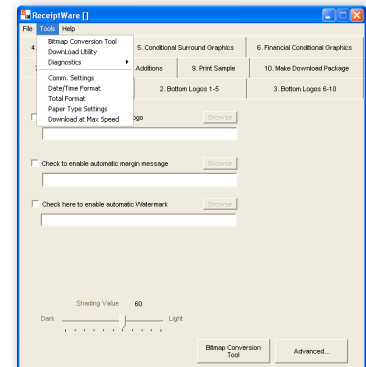 ReceiptWare []
File Tools Help
Bitmap Conversion Tool
DownLoad Utility
Diagnostics
Comm. Settings
Date/Time Format
Total Format
Paper Type Settings
Download at Max Speed
4. 5. Conditional Surround Graphics 6. Financial Conditional Graphics
Additions 9. Print Sample 10. Make Download Package
2. Bottom Logos 1-5 3. Bottom Logos 6-10
ogo Browse
Check to enable automatic margin message Browse
Check here to enable automatic Watermark Browse
Shading Value 60
Dark Light
Bitmap Conversion
Tool
Advanced...